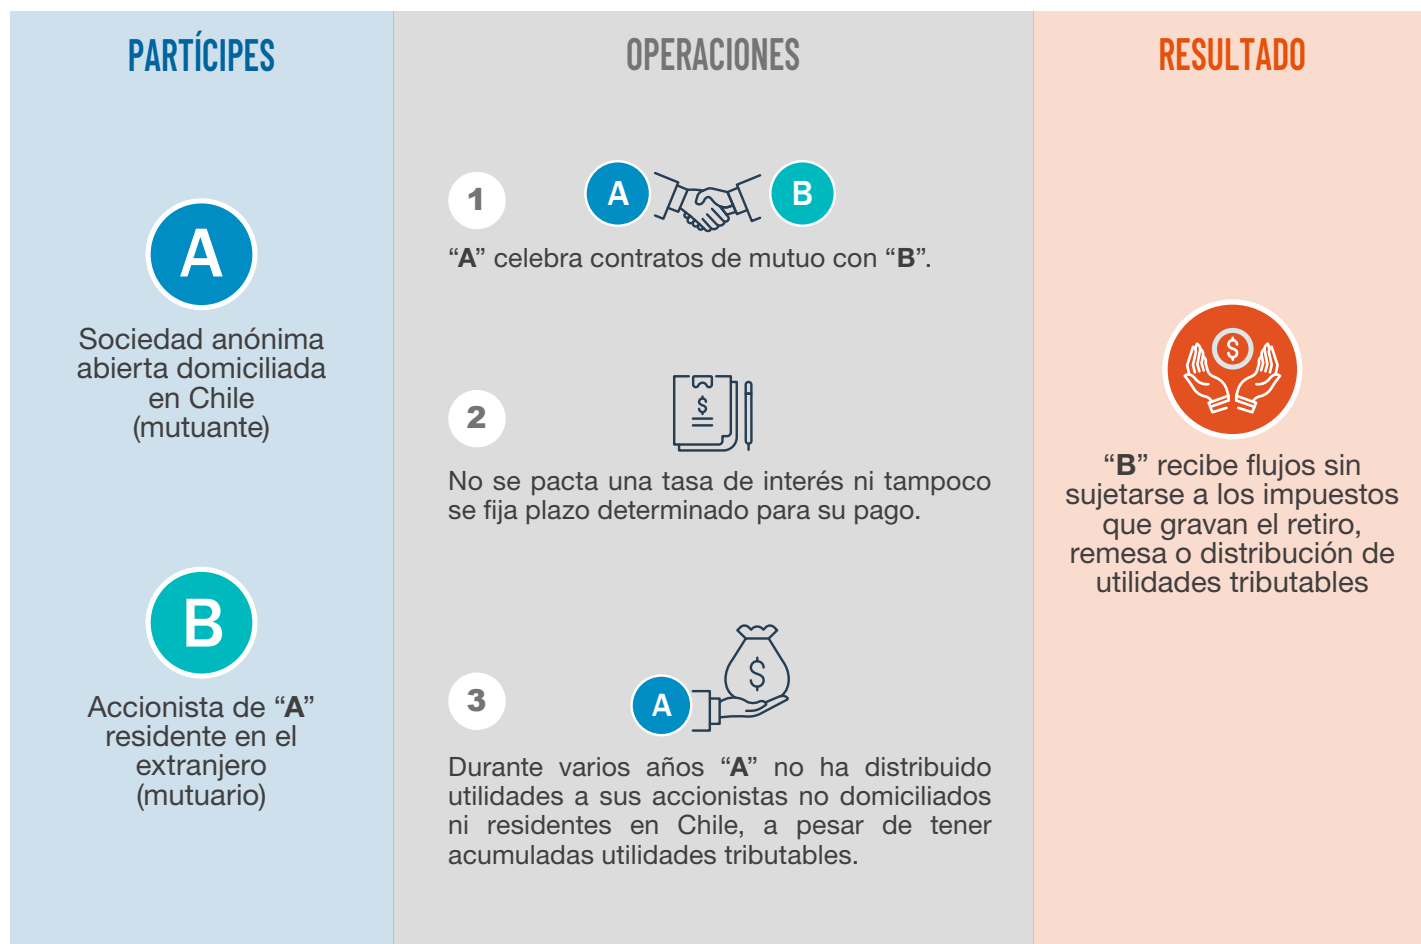 PARTÍCIPES
A
Sociedad anónima
abierta domiciliada
en Chile
(mutuante)
B
Accionista de “A”
residente en el
extranjero
(mutuario)
OPERACIONES
1
A
B
“A” celebra contratos de mutuo con “B”.
2
$
No se pacta una tasa de interés ni tampoco
se fija plazo determinado para su pago.
3
A
$
Durante varios años “A” no ha distribuido
utilidades a sus accionistas no domiciliados
ni residentes en Chile, a pesar de tener
acumuladas utilidades tributables.
RESULTADO
$
“B” recibe flujos sin
sujetarse a los impuestos
que gravan el retiro,
remesa o distribución de
utilidades tributables